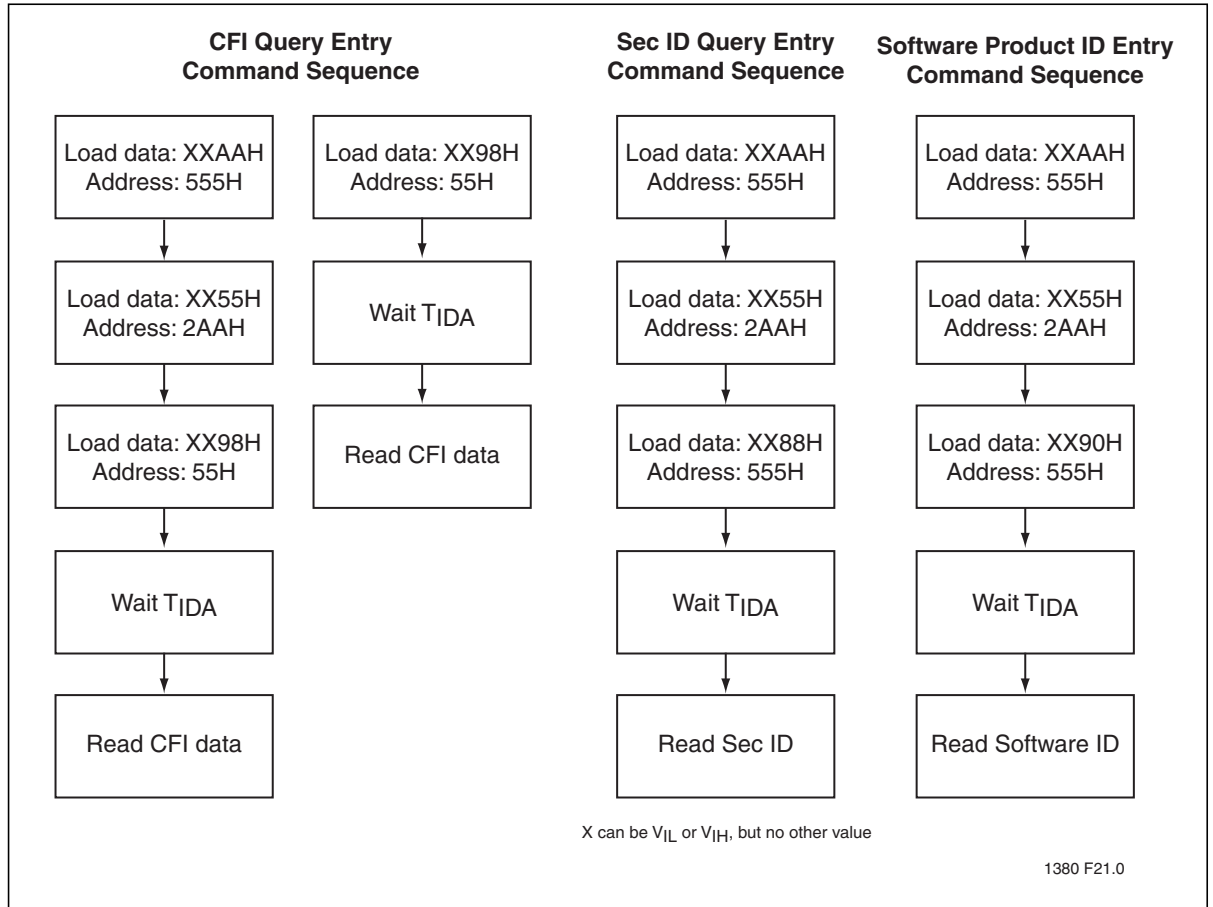 CFI Query Entry
Command Sequence
Load data: XXAAH
Address: 555H
Load data: XX55H
Address: 2AAH
Load data: XX98H
Address: 55H
Wait TIDA
Read CFI data
Load data: XX98H
Address: 55H
Wait TIDA
Read CFI data
Sec ID Query Entry
Command Sequence
Load data: XXAAH
Address: 555H
Load data: XX55H
Address: 2AAH
Load data: XX88H
Address: 555H
Wait TIDA
Read Sec ID
Software Product ID Entry
Command Sequence
Load data: XXAAH
Address: 555H
Load data: XX55H
Address: 2AAH
Load data: XX90H
Address: 555H
Wait TIDA
Read Software ID
X can be VIL or VIH, but no other value
1380 F21.0